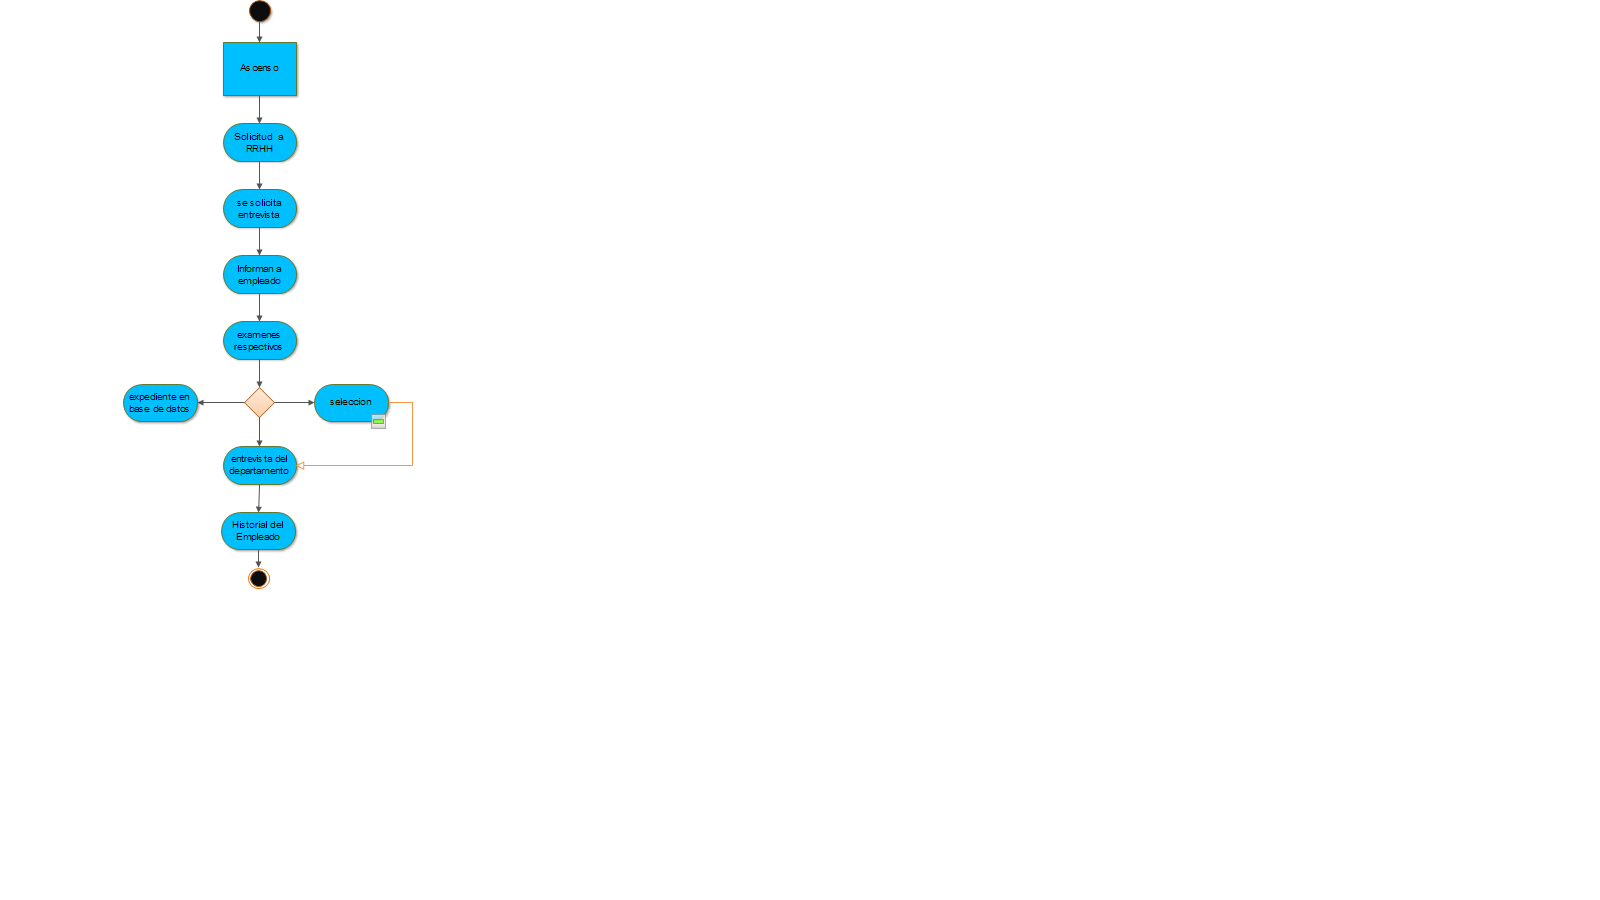 Ascenso
Solicitud a
RRHH
se solicita
entrevista
Informan a
empleado
examenes
respectivos
expediente en
base de datos
seleccion
entrevista del
departamento
Historial del
Empleado